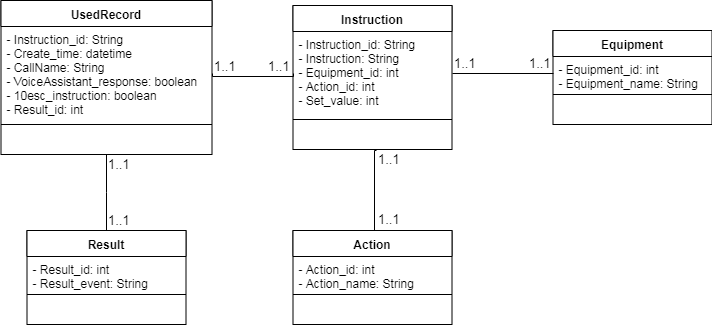 UsedRecord
- Instruction_id: String
- Create_time: datetime
- CallName: String
- VoiceAssistant_response: boolean
- 10esc_instruction: boolean
- Result_id: int
1..1
1..1
Instruction
- Instruction_id: String
- Instruction: String
- Equipment_id: int
- Action_id: int
- Set_value: int
1..1
1..1
Equipment
- Equipment_id: int
- Equipment_name: String
1..1
1..1
Result
- Result_id: int
- Result_event: String
1..1
1..1
Action
- Action_id: int
- Action_name: String